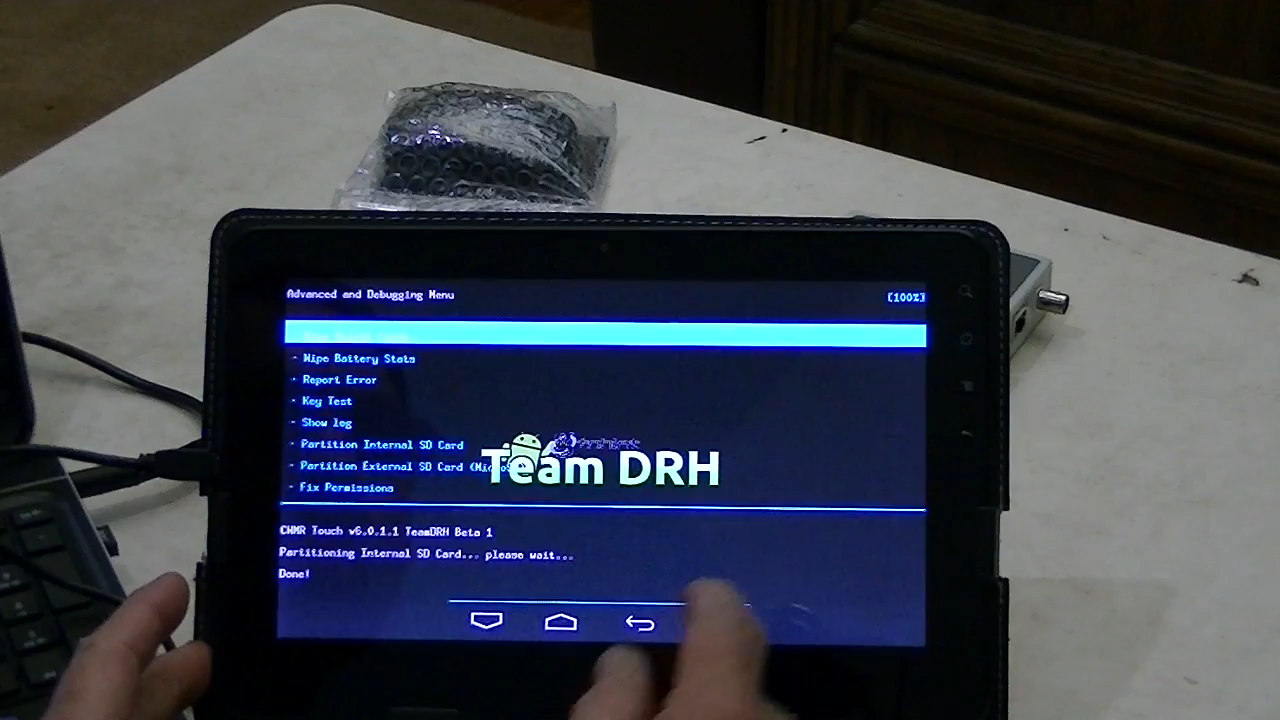 Advanced and Debugging Menu
[100%]
- Wipe Battery Stats
- Report Error
- Key Test
- Show log
- Partition Internal SD Card
- Partition External SD Card (Micro
Team DRH
- Fix Permissions
CWMR Touch v6.0.1.1 TeamDRH Beta 1
Partitioning Internal SD Card... please wait...
Done!